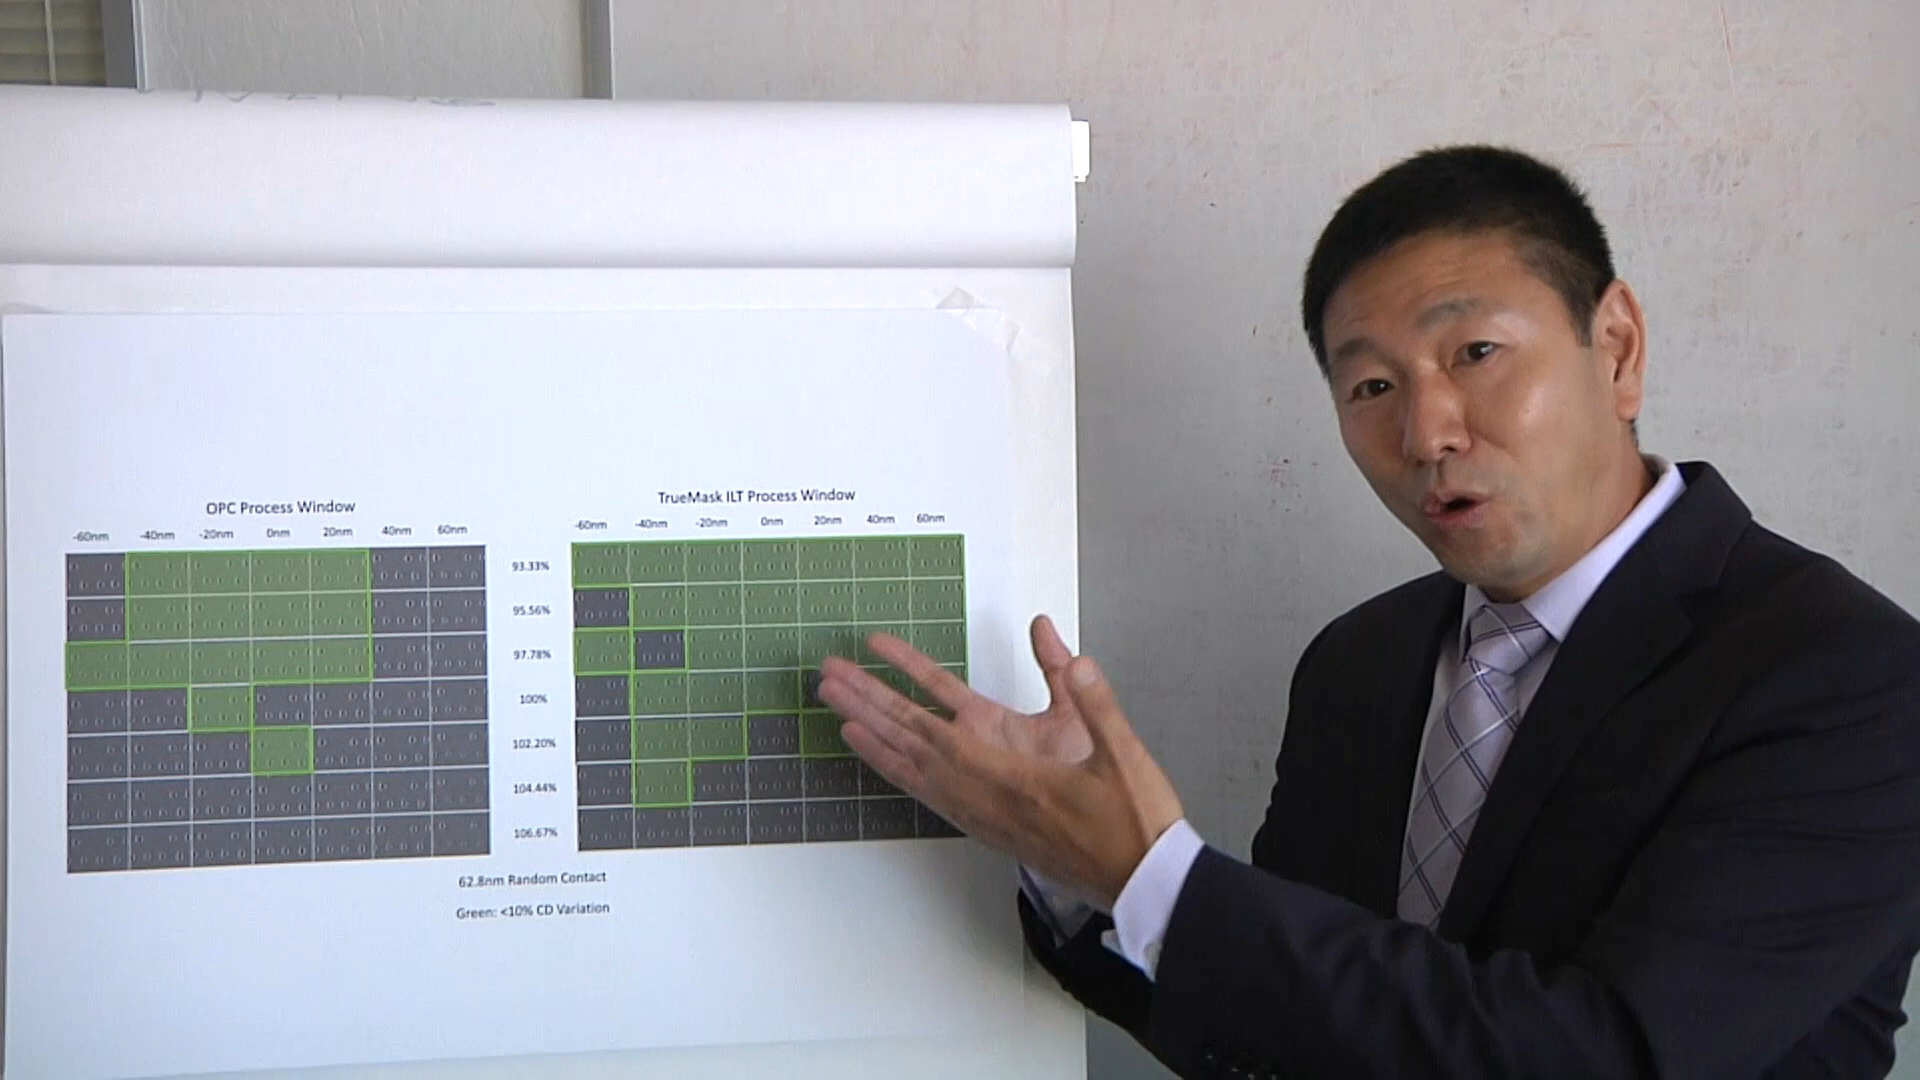 OPC Process Window
-60nm -40nm -20nm 0nm 20nm 40nm 60nm
TrueMask ILT Process Window
-60nm -40nm -20nm 0nm 20nm 40nm 60nm
93.33%
95.56%
97.78%
100%
102.20%
104.44%
106.67%
62.8nm Random Contact
Green: <10% CD Variation